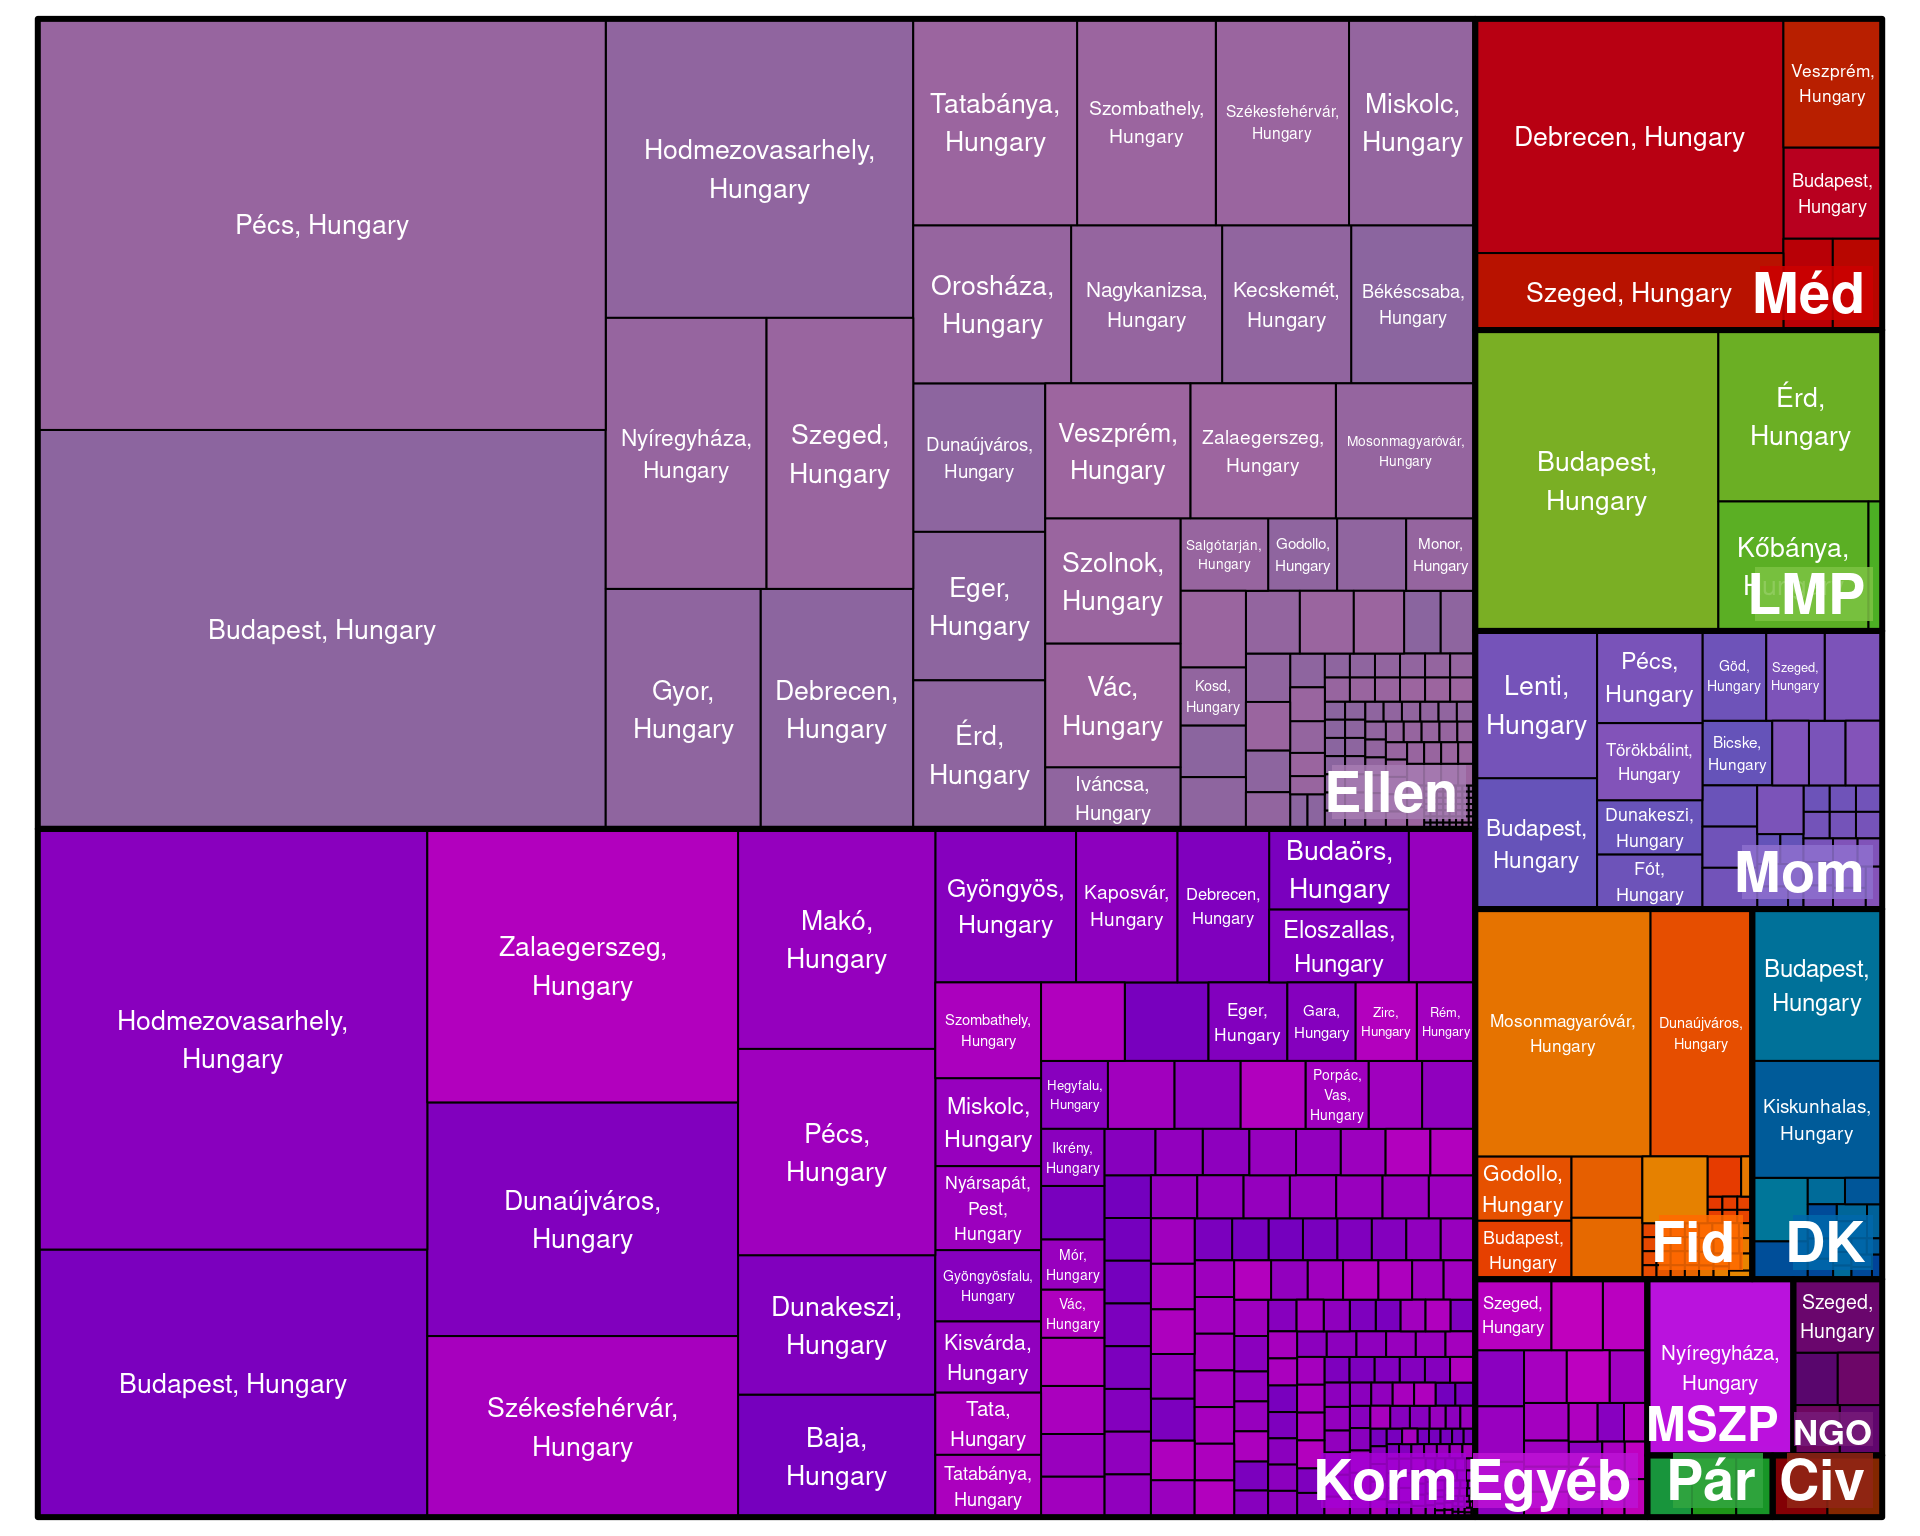 Pécs, Hungary
Budapest, Hungary
Hodmezovasarhely,
Hungary
Nyíregyháza,
Hungary
Szeged,
Hungary
Gyor,
Hungary
Debrecen,
Hungary
Tatabánya,
Hungary
Szombathely,
Hungary
Székesfehérvár,
Hungary
Miskolc,
Hungary
Orosháza,
Hungary
Nagykanizsa,
Hungary
Kecskemét,
Hungary
Békéscsaba,
Hungary
Dunaújváros,
Hungary
Eger,
Hungary
Érd,
Hungary
Veszprém,
Hungary
Zalaegerszeg,
Hungary
Mosonmagyaróvár,
Hungary
Szolnok,
Hungary
Vác,
Hungary
Iváncsa,
Hungary
Salgótarján,
Hungary
Godollo,
Hungary
Monor,
Hungary
Kosd,
Hungary
Ellen
Hodmezovasarhely,
Hungary
Budapest, Hungary
Zalaegerszeg,
Hungary
Dunaújváros,
Hungary
Székesfehérvár,
Hungary
Makó,
Hungary
Pécs,
Hungary
Dunakeszi,
Hungary
Baja,
Hungary
Gyöngyös,
Hungary
Kaposvár,
Hungary
Debrecen,
Hungary
Budaörs,
Hungary
Eloszallas,
Hungary
Szombathely,
Hungary
Miskolc,
Hungary
Nyársapát,
Pest,
Hungary
Gyöngyösfalu,
Hungary
Kisvárda,
Hungary
Tata,
Hungary
Tatabánya,
Hungary
Eger,
Hungary
Gara,
Hungary
Zirc,
Hungary
Rém,
Hungary
Hegyfalu,
Hungary
Porpác,
Vas,
Hungary
Ikrény,
Hungary
Mór,
Hungary
Vác,
Hungary
Korm
Debrecen, Hungary
Szeged, Hungary
Veszprém,
Hungary
Budapest,
Hungary
Méd
Budapest,
Hungary
Érd,
Hungary
Kőbánya,
LMP
Lenti,
Hungary
Budapest,
Hungary
Pécs,
Hungary
Törökbálint,
Hungary
Dunakeszi,
Hungary
Fót,
Hungary
Göd,
Hungary
Szeged,
Hungary
Bicske,
Hungary
Mom
Mosonmagyaróvár,
Hungary
Dunaújváros,
Hungary
Godollo,
Hungary
Budapest,
Hungary
Fid
Budapest,
Hungary
Kiskunhalas,
Hungary
DK
Szeged,
Hungary
Egyéb
Nyíregyháza,
Hungary
MSZP
Szeged,
Hungary
NGO
Pár
Civ